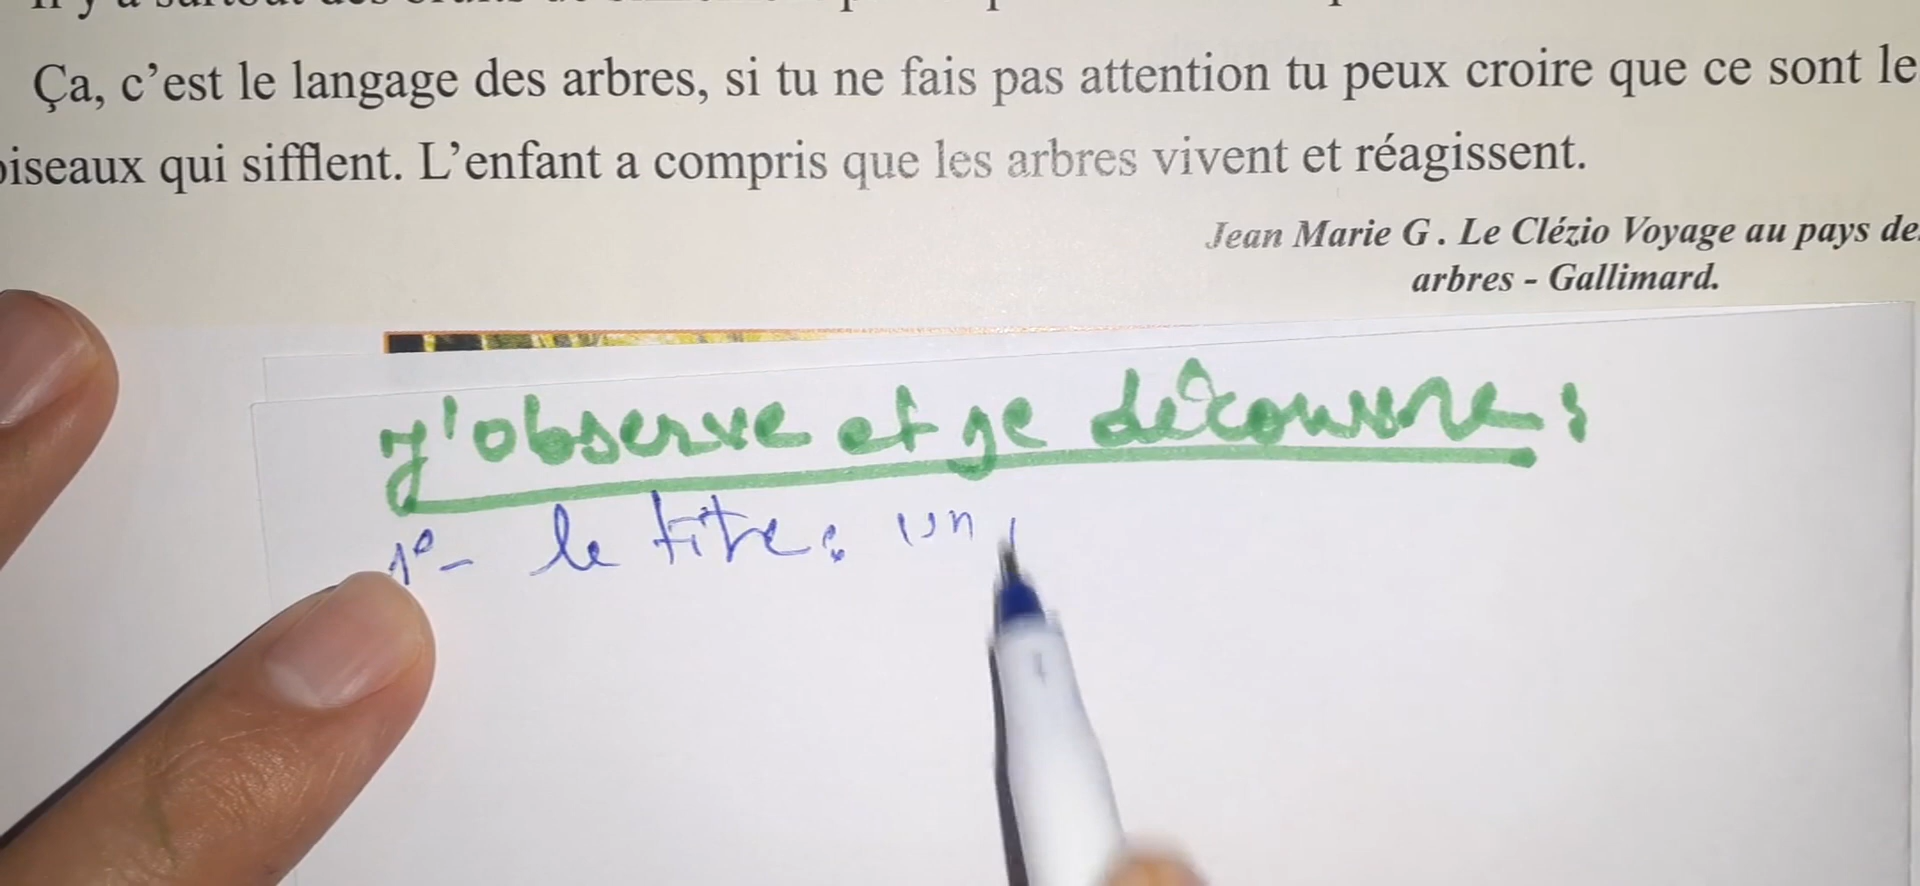 Ça, c'est le langage des arbres, si tu ne fais pas attention tu peux croire que ce sont le
oiseaux qui sifflent. L'enfant a compris que les arbres vivent et réagissent.
Jean Marie G. Le Clézio Voyage au pays de
arbres - Gallimard.
J'observe et je découvre :
1° - le titre : un